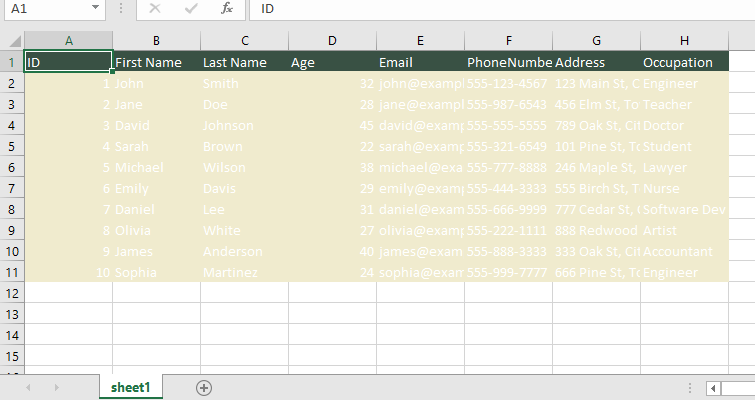 A1 fx ID
A B C D E F G H
1 ID First Name Last Name Age Email PhoneNumbe Address Occupation
2 1 John Smith 32 john@exampl 555-123-4567 123 Main St, C Engineer
3 2 Jane Doe 28 jane@exampl 555-987-6543 456 Elm St, To Teacher
4 3 David Johnson 45 david@examp 555-555-5555 789 Oak St, Cit Doctor
5 4 Sarah Brown 22 sarah@examp 555-321-6549 101 Pine St, To Student
6 5 Michael Wilson 38 michael@exa 555-777-8888 246 Maple St, Lawyer
7 6 Emily Davis 29 emily@examp 555-444-3333 555 Birch St, T Nurse
8 7 Daniel Lee 31 daniel@exam 555-666-9999 777 Cedar St, Software Dev
9 8 Olivia White 27 olivia@examp 555-222-1111 888 Redwood Artist
10 9 James Anderson 40 james@exam 555-888-3333 333 Oak St, Cit Accountant
11 10 Sophia Martinez 24 sophia@exam 555-999-7777 666 Pine St, To Engineer
12
13
14
15
sheet1